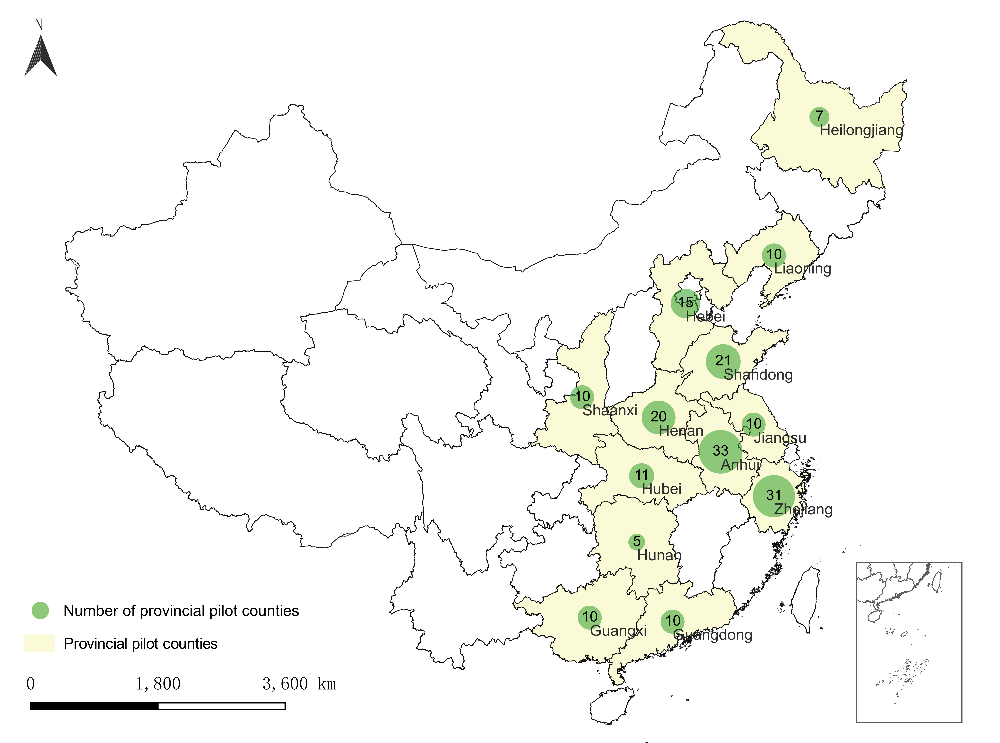 N
7
Heilongjiang
10
Liaoning
15
Hebei
21
Shandong
10
Shaanxi
20
Henan
10
Jiangsu
33
Anhui
11
Hubei
31
Zhejiang
5
Hunan
10
Guangxi
10
Guangdong
Number of provincial pilot counties
Provincial pilot counties
0 1,800 3,600 km